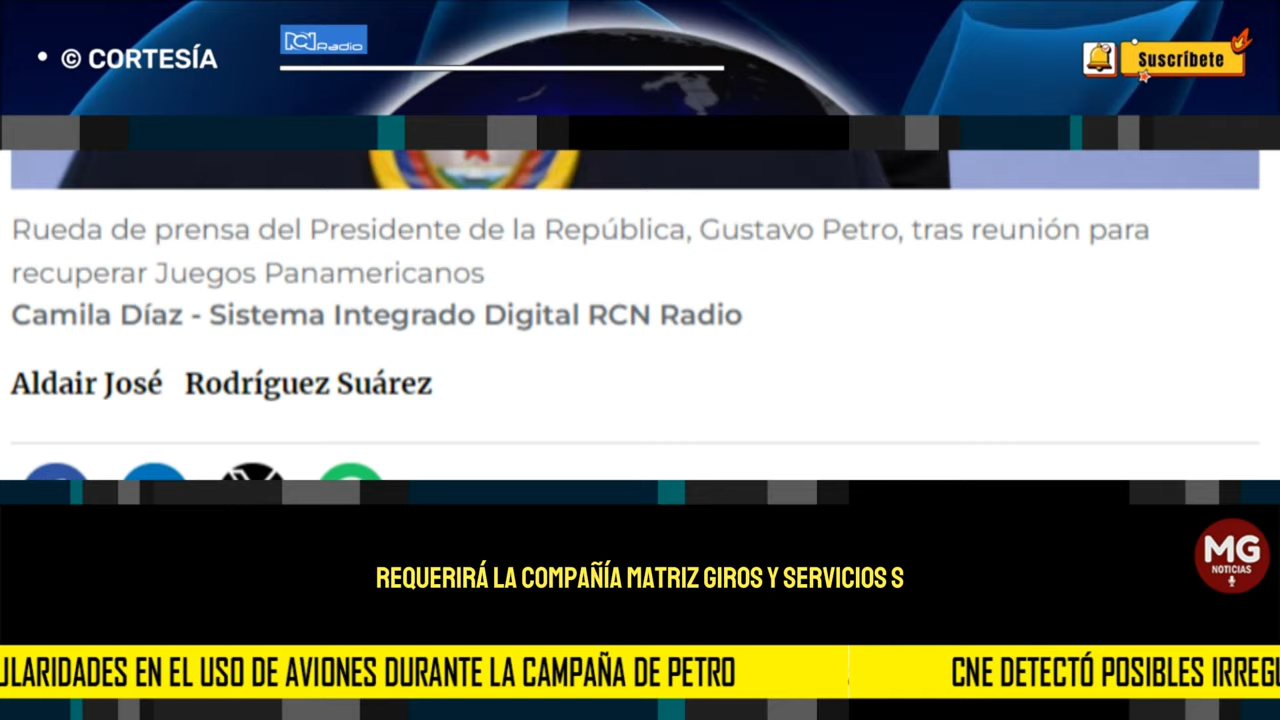 © CORTESÍA
RCN Radio
Suscríbete
Rueda de prensa del Presidente de la República, Gustavo Petro, tras reunión para
recuperar Juegos Panamericanos
Camila Díaz - Sistema Integrado Digital RCN Radio
Aldair José Rodríguez Suárez
REQUERIRÁ LA COMPAÑÍA MATRIZ GIROS Y SERVICIOS S
MG
NOTICIAS
ULARIDADES EN EL USO DE AVIONES DURANTE LA CAMPAÑA DE PETRO CNE DETECTÓ POSIBLES IRREGU